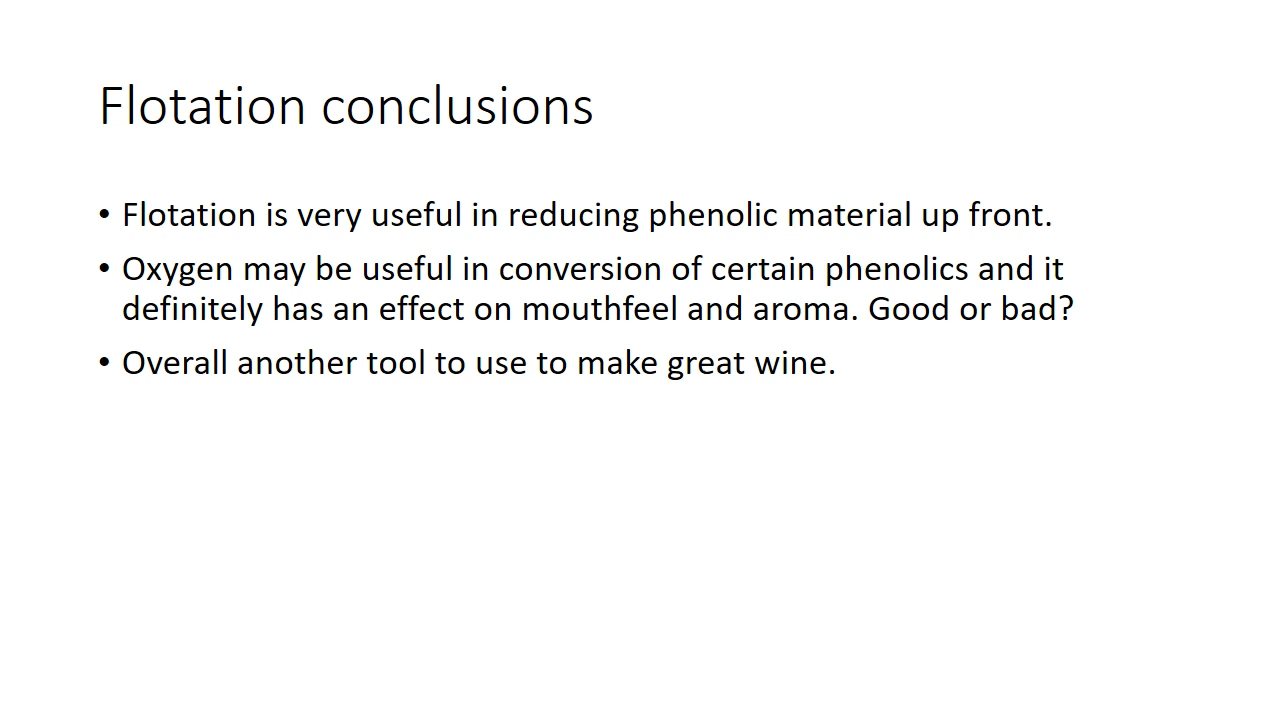 Flotation conclusions
• Flotation is very useful in reducing phenolic material up front.
• Oxygen may be useful in conversion of certain phenolics and it
definitely has an effect on mouthfeel and aroma. Good or bad?
• Overall another tool to use to make great wine.